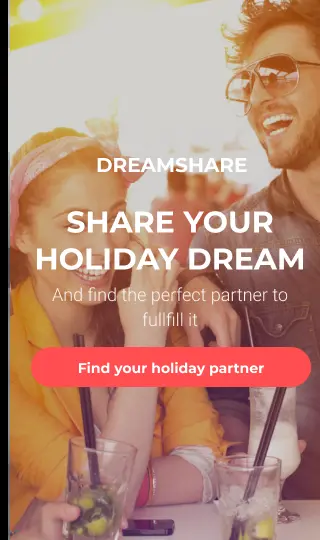 DREAMSHARE
SHARE YOUR
HOLIDAY DREAM
And find the perfect partner to
fullfill it
Find your holiday partner